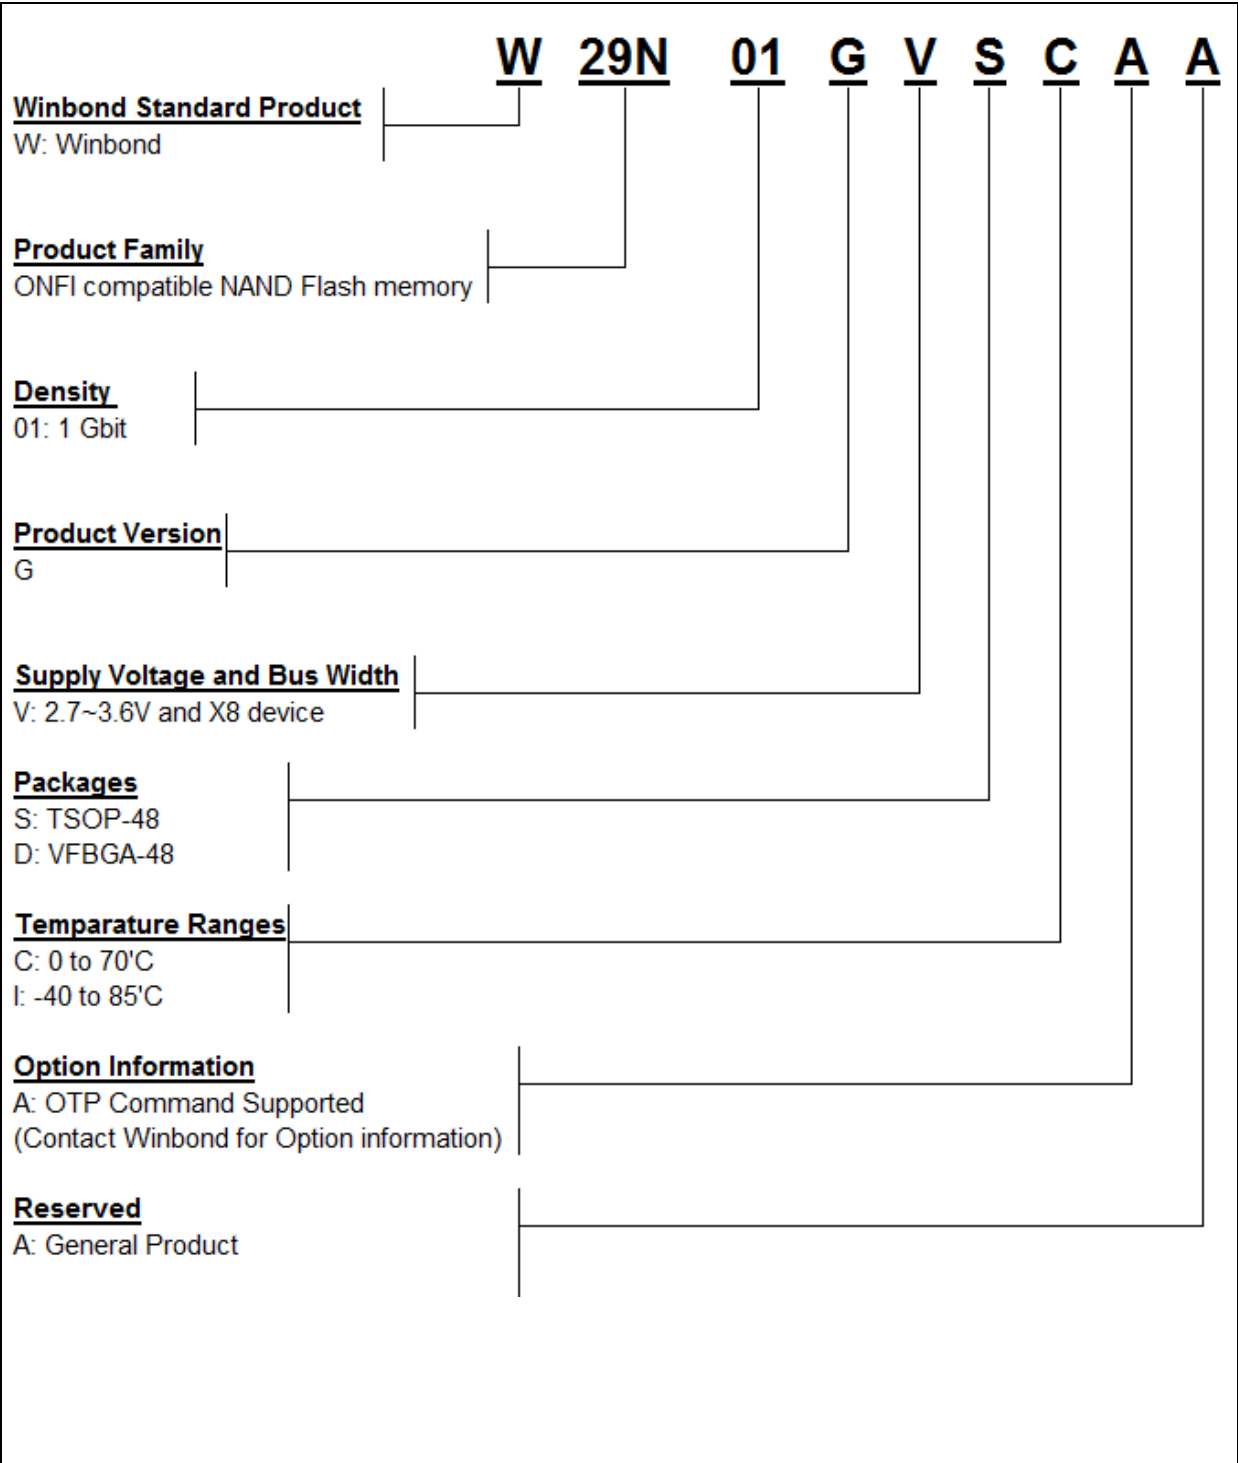 W 29N 01 G V S C A A
Winbond Standard Product
W: Winbond
Product Family
ONFI compatible NAND Flash memory
Density
01: 1 Gbit
Product Version
G
Supply Voltage and Bus Width
V: 2.7~3.6V and X8 device
Packages
S: TSOP-48
D: VFBGA-48
Temparature Ranges
C: 0 to 70'C
I: -40 to 85'C
Option Information
A: OTP Command Supported
(Contact Winbond for Option information)
Reserved
A: General Product